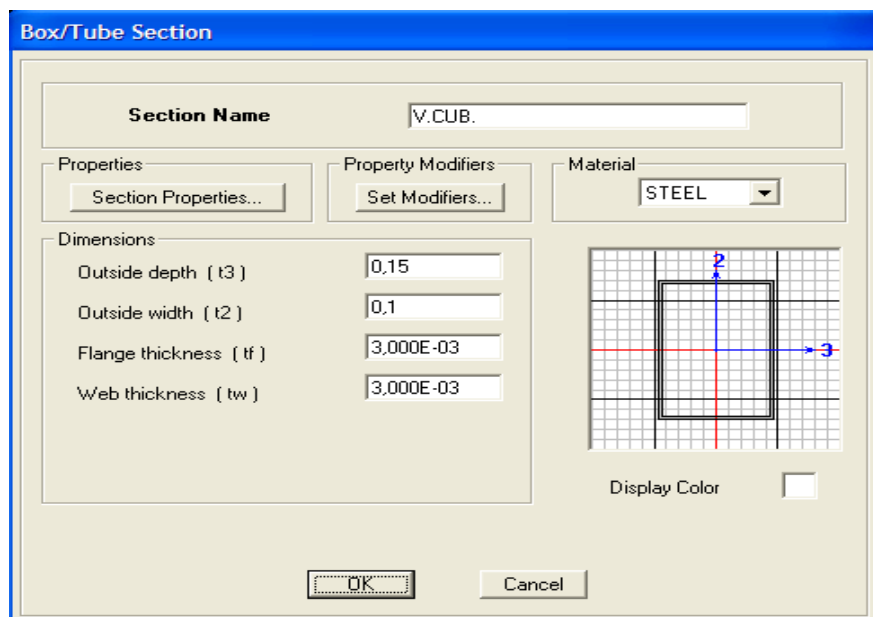 Box/Tube Section
Section Name V.CUB.
Properties Property Modifiers Material
Section Properties... Set Modifiers... STEEL
Dimensions
Outside depth ( t3 ) 0,15
Outside width ( t2 ) 0,1
Flange thickness ( tf ) 3,000E-03
Web thickness ( tw ) 3,000E-03
2
3
Display Color
OK Cancel